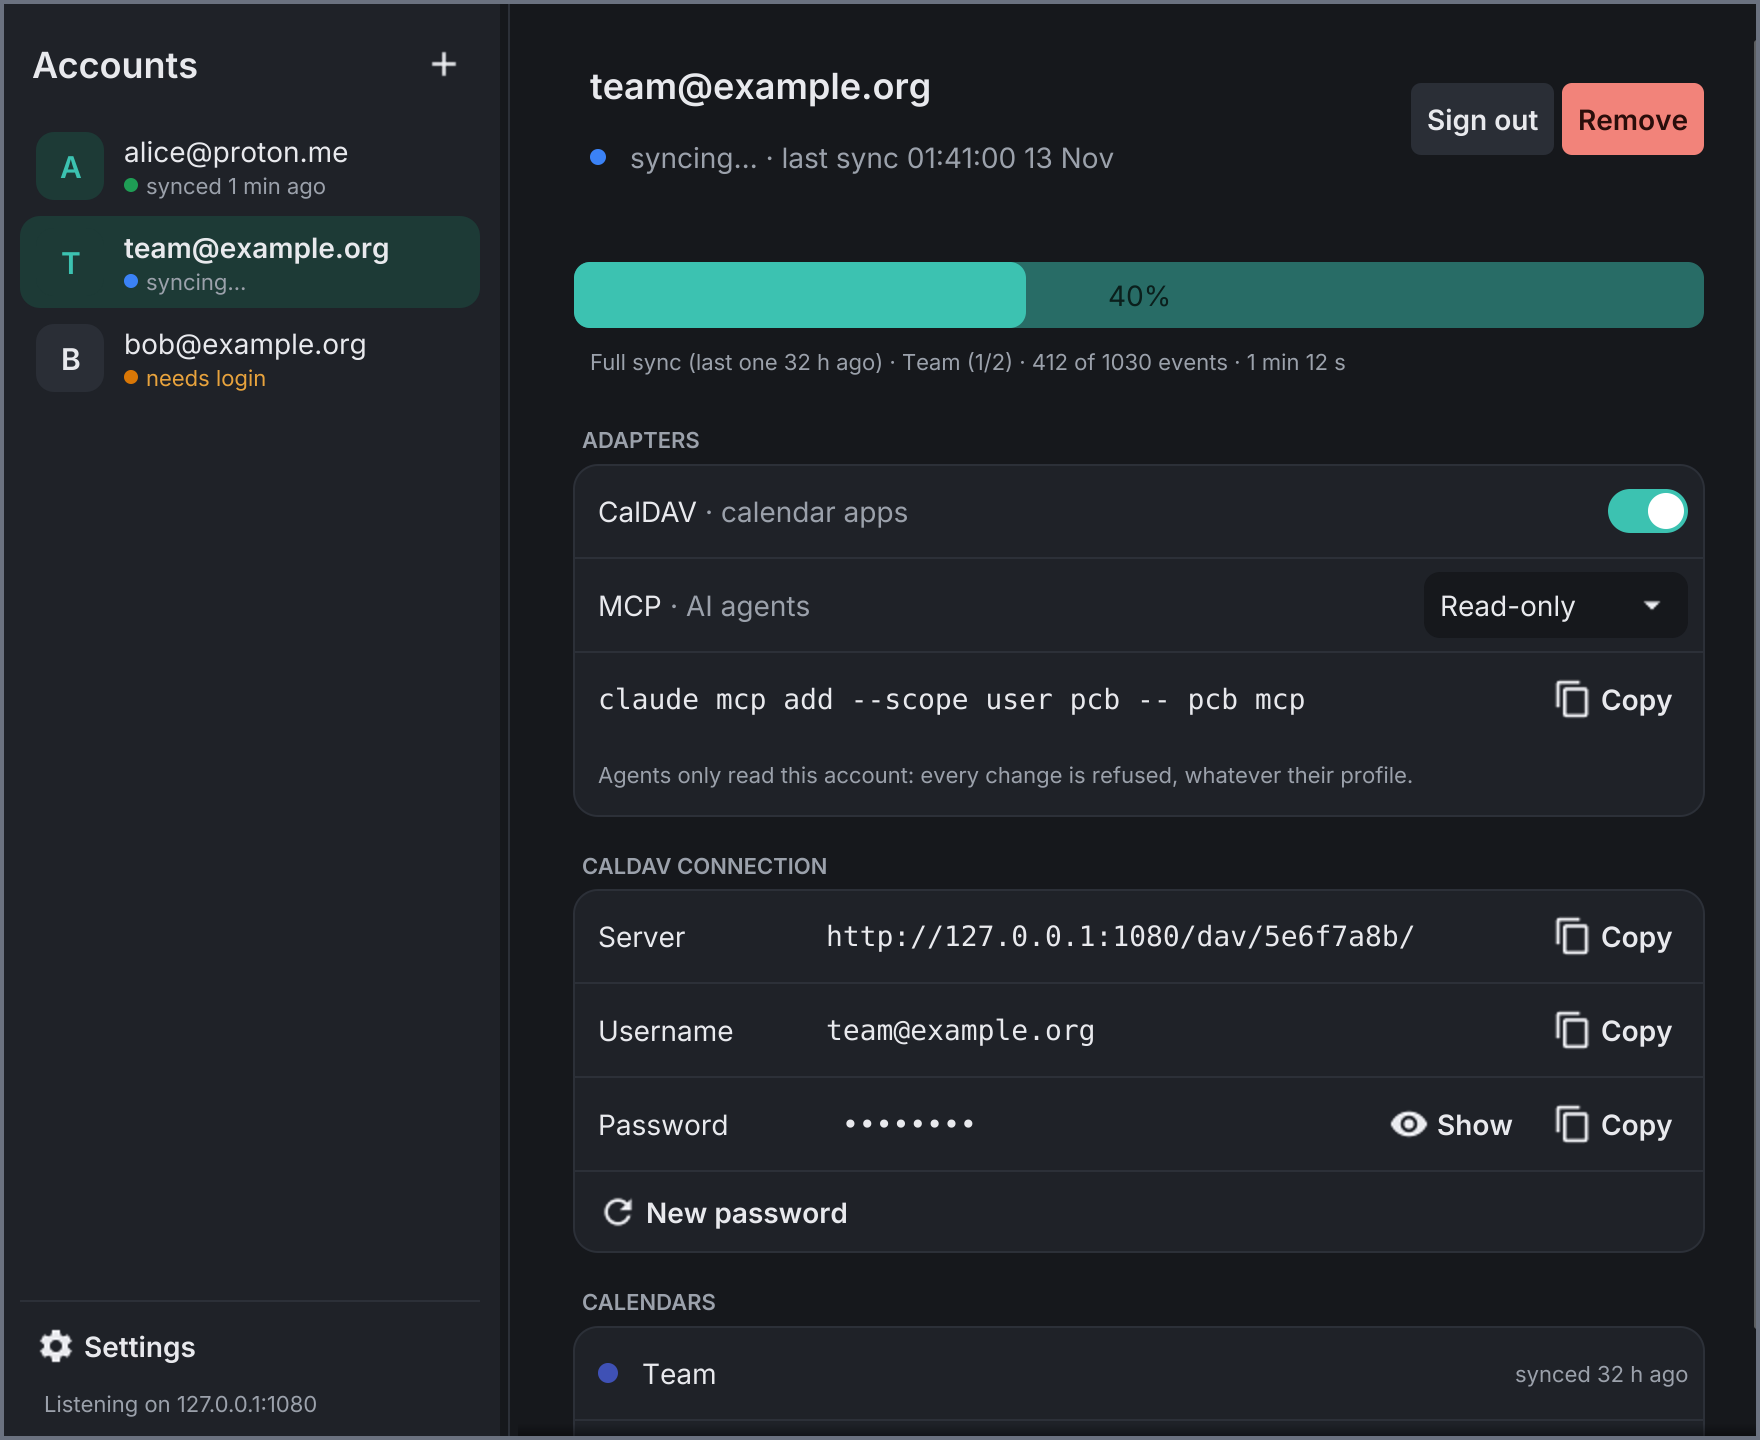 Accounts
A
alice@proton.me
synced 1 min ago
T
team@example.org
syncing...
B
bob@example.org
needs login
Settings
Listening on 127.0.0.1:1080
team@example.org
syncing... · last sync 01:41:00 13 Nov
Sign out
Remove
40%
Full sync (last one 32 h ago) · Team (1/2) · 412 of 1030 events · 1 min 12 s
ADAPTERS
CalDAV · calendar apps
MCP · AI agents
Read-only
claude mcp add --scope user pcb -- pcb mcp
Copy
Agents only read this account: every change is refused, whatever their profile.
CALDAV CONNECTION
Server http://127.0.0.1:1080/dav/5e6f7a8b/ Copy
Username team@example.org Copy
Password •••••••• Show Copy
New password
CALENDARS
Team synced 32 h ago